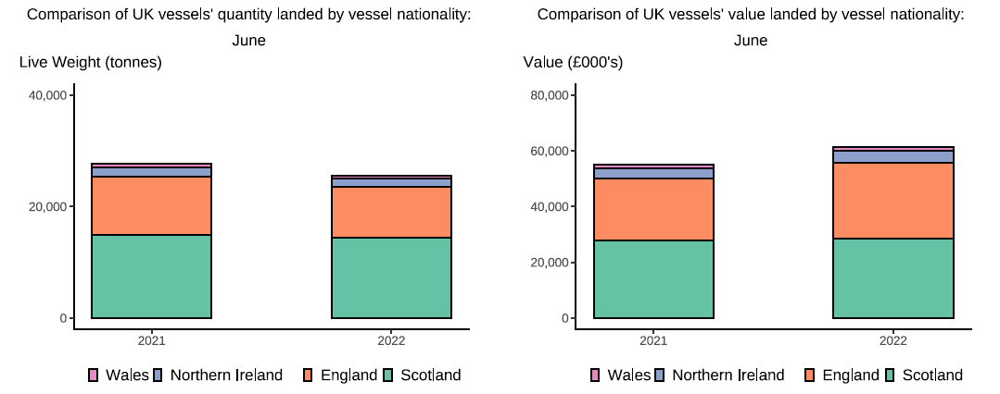 Comparison of UK vessels' quantity landed by vessel nationality:
June
Live Weight (tonnes)
40,000
20,000
0
2021 2022
Wales Northern Ireland England Scotland
Comparison of UK vessels' value landed by vessel nationality:
June
Value (£000's)
80,000
60,000
40,000
20,000
0
2021 2022
Wales Northern Ireland England Scotland